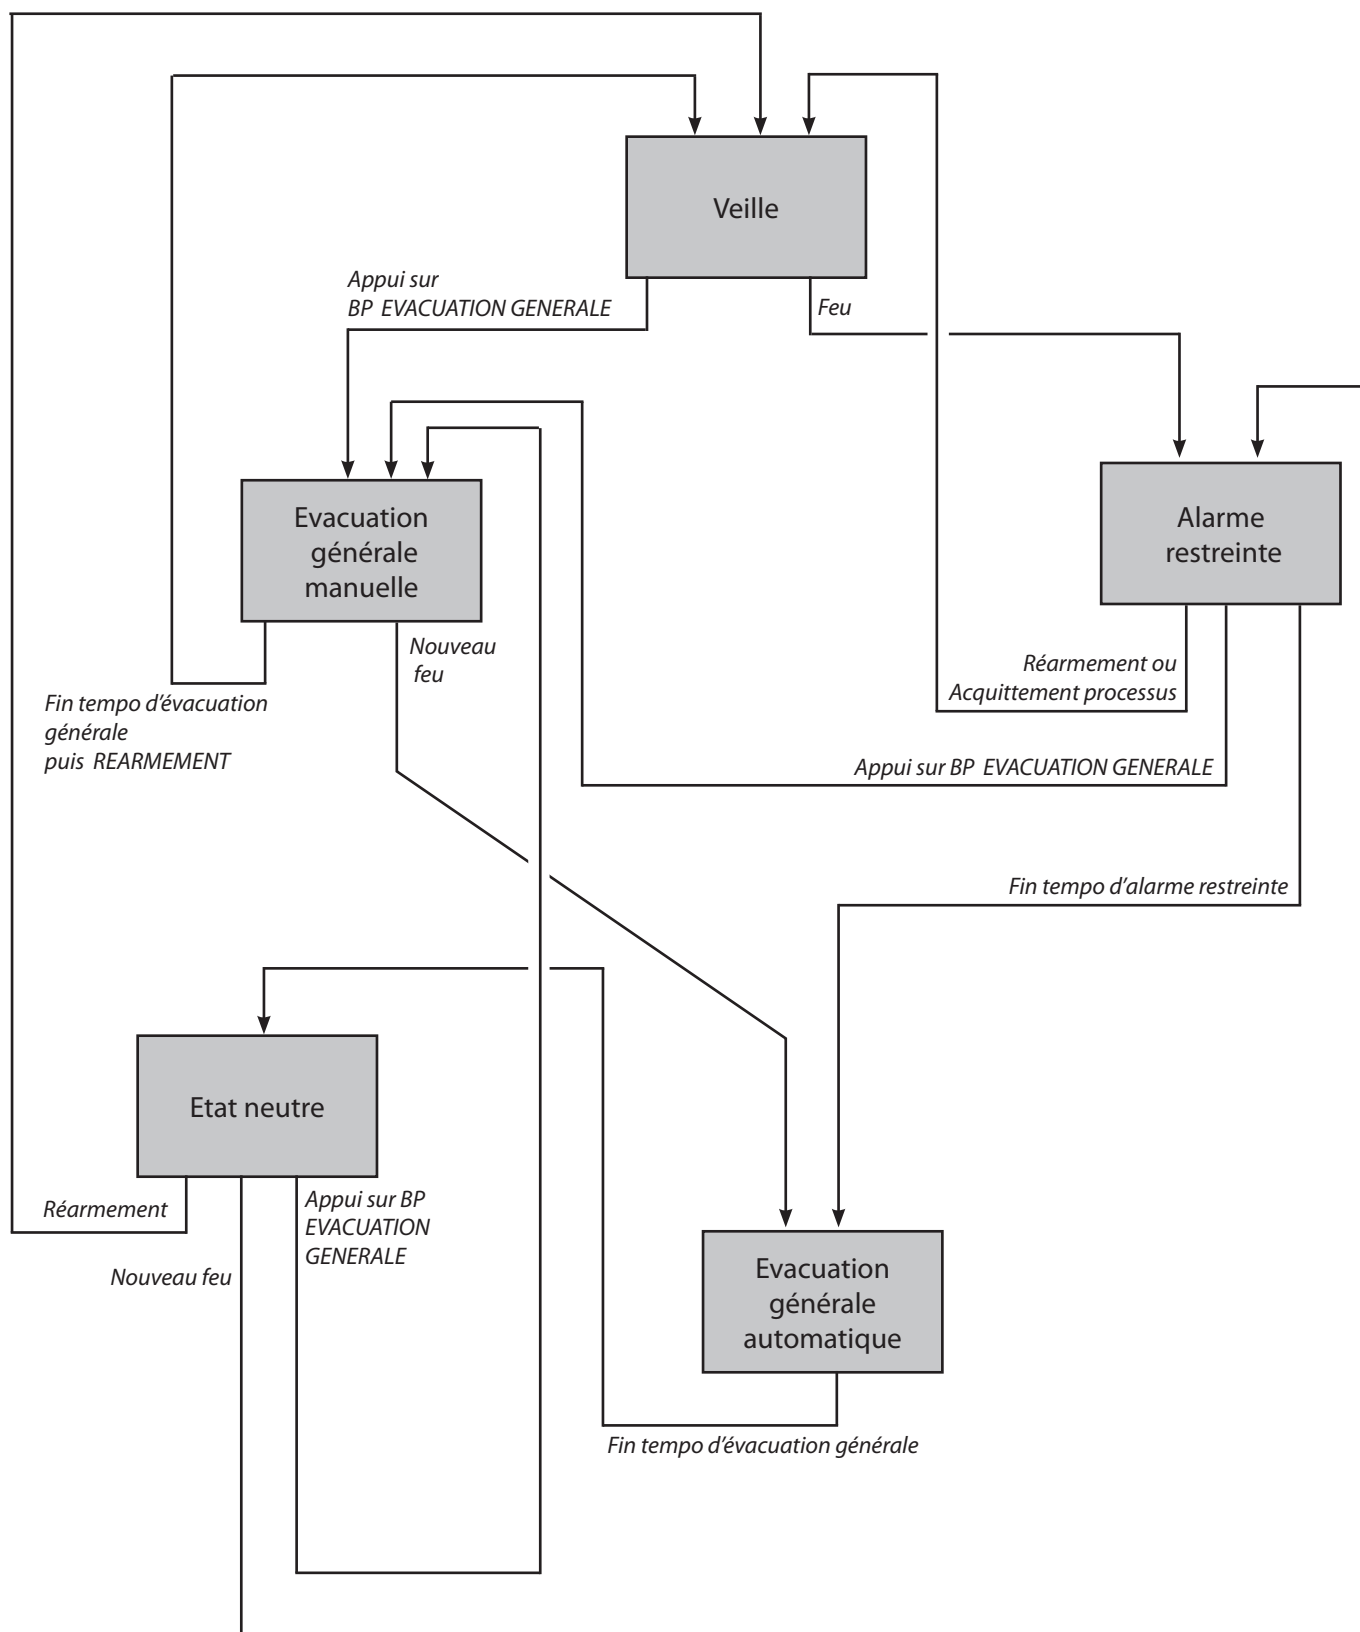 Veille
Appui sur
BP EVACUATION GENERALE
Feu
Evacuation
générale
manuelle
Alarme
restreinte
Nouveau
feu
Réarmement ou
Acquittement processus
Fin tempo d’évacuation
générale
puis REARMEMENT
Appui sur BP EVACUATION GENERALE
Fin tempo d’alarme restreinte
Etat neutre
Réarmement
Appui sur BP
EVACUATION
GENERALE
Nouveau feu
Evacuation
générale
automatique
Fin tempo d’évacuation générale